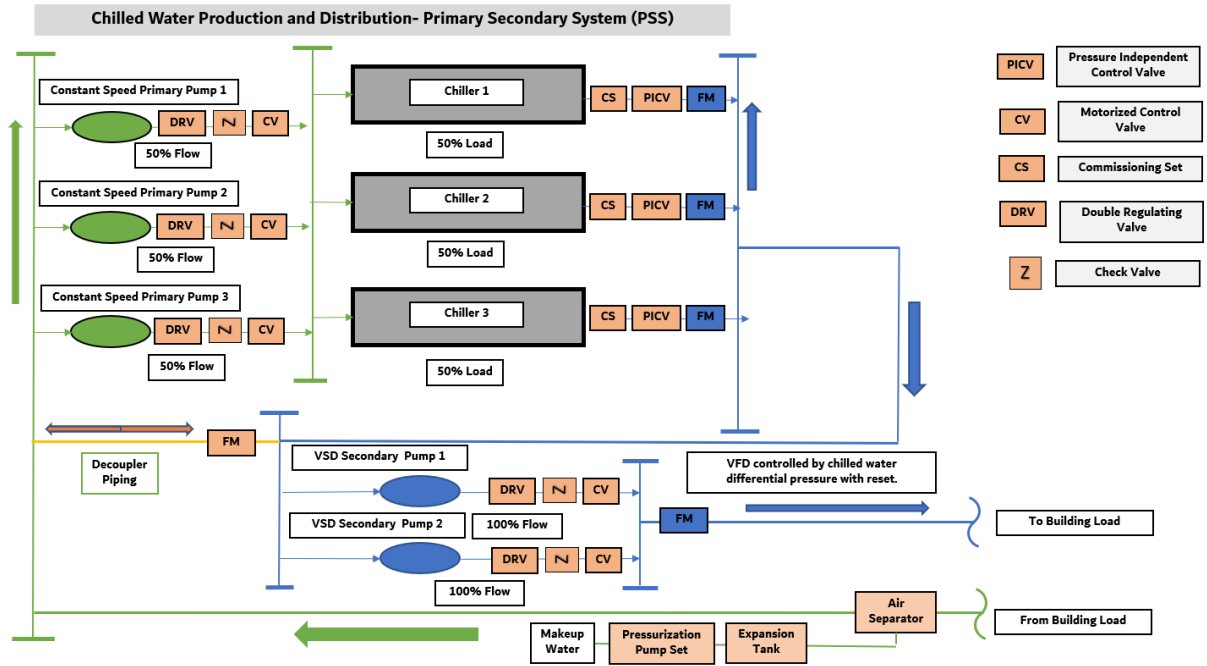 Chilled Water Production and Distribution- Primary Secondary System (PSS)
Constant Speed Primary Pump 1
DRV
Z
CV
50% Flow
Constant Speed Primary Pump 2
DRV
Z
CV
50% Flow
Constant Speed Primary Pump 3
DRV
Z
CV
50% Flow
Chiller 1
50% Load
CS
PICV
FM
Chiller 2
50% Load
CS
PICV
FM
Chiller 3
50% Load
CS
PICV
FM
PICV
Pressure Independent
Control Valve
CV
Motorized Control
Valve
CS
Commissioning Set
DRV
Double Regulating
Valve
Z
Check Valve
FM
Decoupler
Piping
VSD Secondary Pump 1
DRV
Z
CV
100% Flow
VSD Secondary Pump 2
DRV
Z
CV
100% Flow
VFD controlled by chilled water
differential pressure with reset.
FM
To Building Load
Air
Separator
From Building Load
Makeup
Water
Pressurization
Pump Set
Expansion
Tank